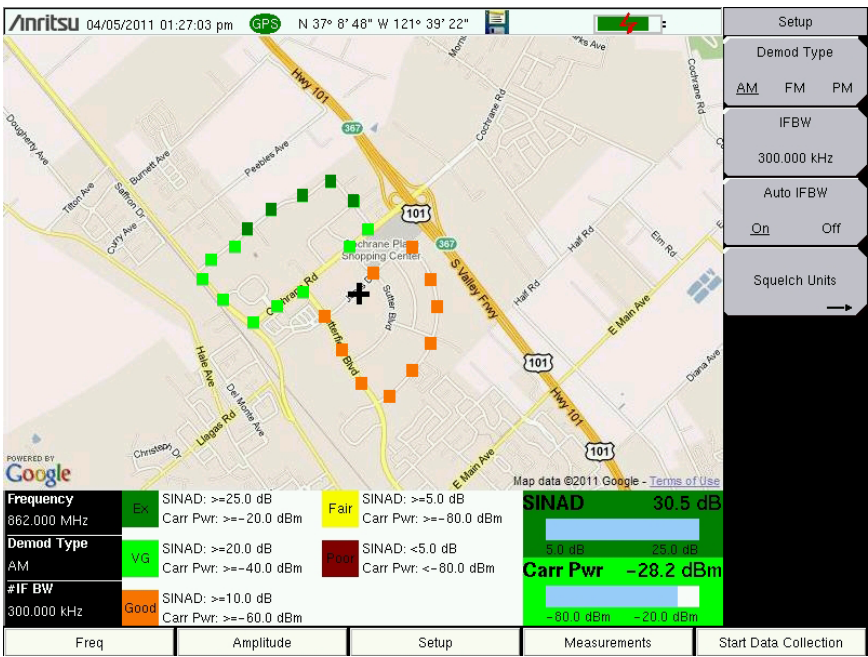 /Inritsu 04/05/2011 01:27:03 pm GPS N 37° 8' 48" W 121° 39' 22"
Setup
Demod Type
AM FM PM
IFBW
300.000 kHz
Auto IFBW
On Off
Squelch Units
Hwy 101
Cochrane Rd
Cochrane Rd
Dougherty Ave
Burnett Ave
Peebles Ave
367
Tilton Ave
Saffron Dr
Curry Ave
101
Cochrane Plaza
Shopping Center
367
Half Rd
Elm Rd
S Valley Frwy
Half Rd
Cochrane Rd
Sutter Blvd
E Main Ave
Butterfield Blvd
Hale Ave
101
Diana Ave
Del Monte Ave
Hwy 101
Llagas Rd
Christeph Dr
101
E Main Ave
POWERED BY
Google
Map data ©2011 Google - Terms of Use
Frequency
862.000 MHz
Demod Type
AM
#IF BW
300.000 kHz
Ex
SINAD: >=25.0 dB
Carr Pwr: >=-20.0 dBm
VG
SINAD: >=20.0 dB
Carr Pwr: >=-40.0 dBm
Good
SINAD: >=10.0 dB
Carr Pwr: >=-60.0 dBm
Fair
SINAD: >=5.0 dB
Carr Pwr: >=-80.0 dBm
Poor
SINAD: <5.0 dB
Carr Pwr: <-80.0 dBm
SINAD 30.5 dB
5.0 dB 25.0 dB
Carr Pwr -28.2 dBm
-80.0 dBm -20.0 dBm
Freq Amplitude Setup Measurements Start Data Collection